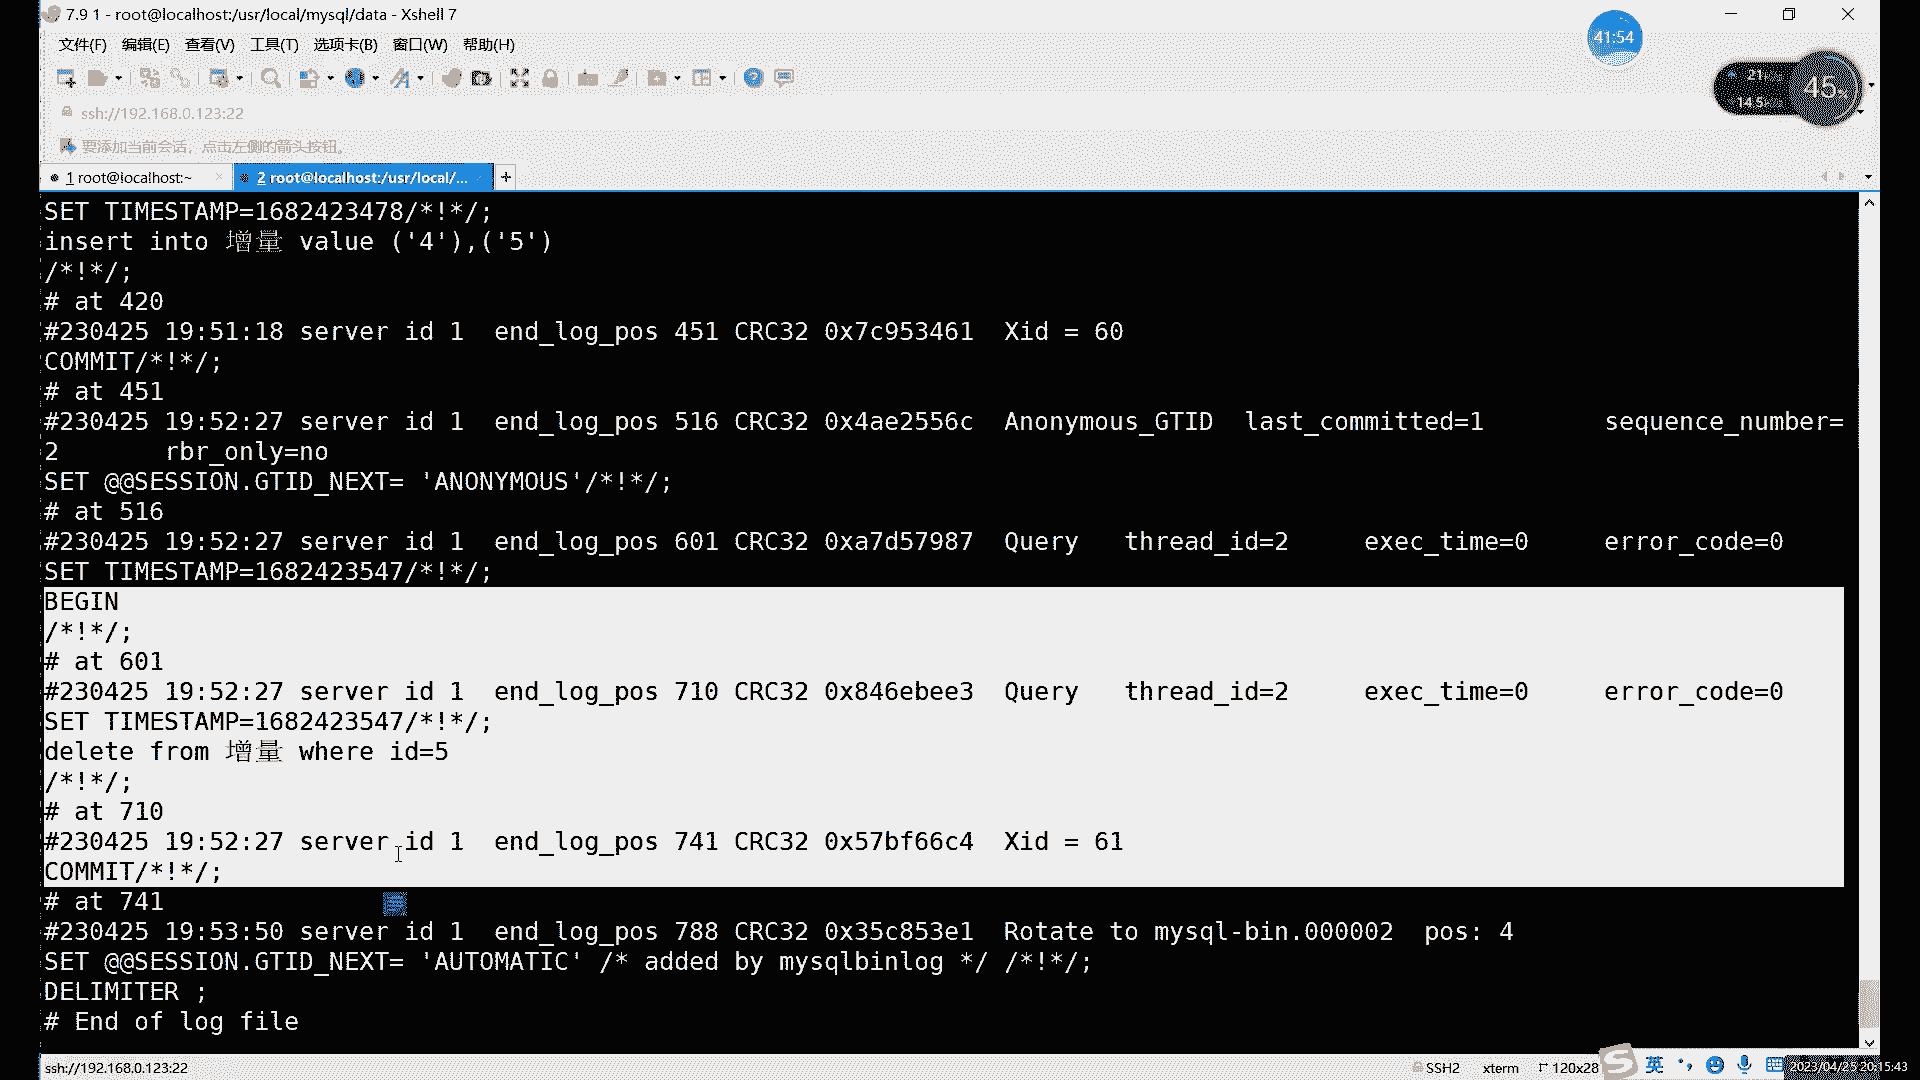 7.9 1 - root@localhost:/usr/local/mysql/data - Xshell 7
文件(F) 编辑(E) 查看(V) 工具(T) 选项卡(B) 窗口(W) 帮助(H)
41:54
21
14.5
45%
ssh://192.168.0.123:22
要添加当前会话，点击左侧的箭头按钮。
1 root@localhost:~ × 2 root@localhost:/usr/local/... +
SET TIMESTAMP=1682423478/*!*/;
insert into 增量 value ('4'),('5')
/*!*/;
# at 420
#230425 19:51:18 server id 1  end_log_pos 451 CRC32 0x7c953461  Xid = 60
COMMIT/*!*/;
# at 451
#230425 19:52:27 server id 1  end_log_pos 516 CRC32 0x4ae2556c  Anonymous_GTID  last_committed=1        sequence_number=
2       rbr_only=no
SET @@SESSION.GTID_NEXT= 'ANONYMOUS'/*!*/;
# at 516
#230425 19:52:27 server id 1  end_log_pos 601 CRC32 0xa7d57987  Query   thread_id=2     exec_time=0     error_code=0
SET TIMESTAMP=1682423547/*!*/;
BEGIN
/*!*/;
# at 601
#230425 19:52:27 server id 1  end_log_pos 710 CRC32 0x846ebee3  Query   thread_id=2     exec_time=0     error_code=0
SET TIMESTAMP=1682423547/*!*/;
delete from 增量 where id=5
/*!*/;
# at 710
#230425 19:52:27 server id 1  end_log_pos 741 CRC32 0x57bf66c4  Xid = 61
COMMIT/*!*/;
# at 741
#230425 19:53:50 server id 1  end_log_pos 788 CRC32 0x35c853e1  Rotate to mysql-bin.000002  pos: 4
SET @@SESSION.GTID_NEXT= 'AUTOMATIC' /* added by mysqlbinlog */ /*!*/;
DELIMITER ;
# End of log file
ssh://192.168.0.123:22 SSH2 xterm 120x28 英 2023/04/25 20:15:43